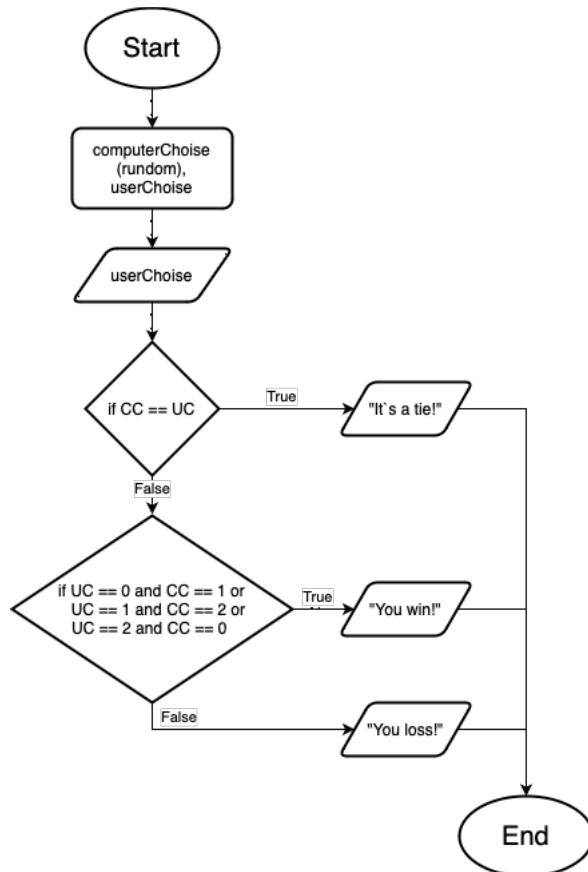 Start
computerChoise
(rundom),
userChoise
userChoise
if CC == UC
True
"It`s a tie!"
False
if UC == 0 and CC == 1 or
UC == 1 and CC == 2 or
UC == 2 and CC == 0
True
"You win!"
False
"You loss!"
End